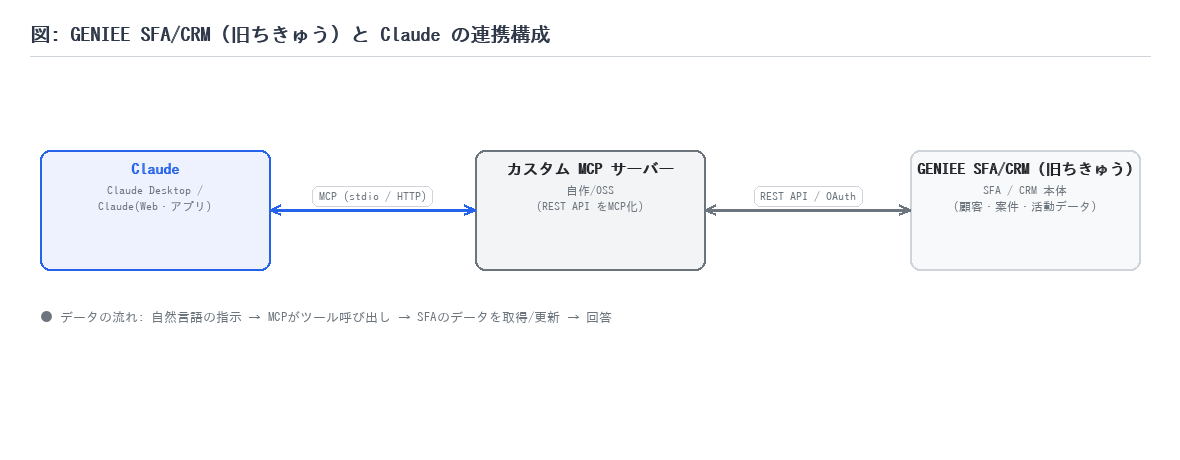 図: GENIEE SFA/CRM (旧ちきゅう) と Claude の連携構成
Claude
Claude Desktop /
Claude(Web・アプリ)
MCP (stdio / HTTP)
カスタム MCP サーバー
自作/OSS
(REST API をMCP化)
REST API / OAuth
GENIEE SFA/CRM (旧ちきゅう)
SFA / CRM 本体
(顧客・案件・活動データ)
● データの流れ: 自然言語の指示 → MCPがツール呼び出し → SFAのデータを取得/更新 → 回答